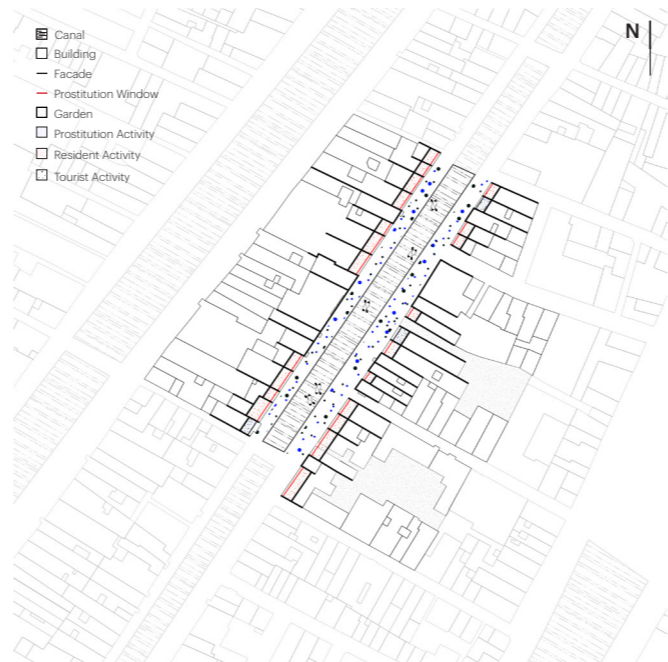 N
Canal
Building
Facade
Prostitution Window
Garden
Prostitution Activity
Resident Activity
Tourist Activity